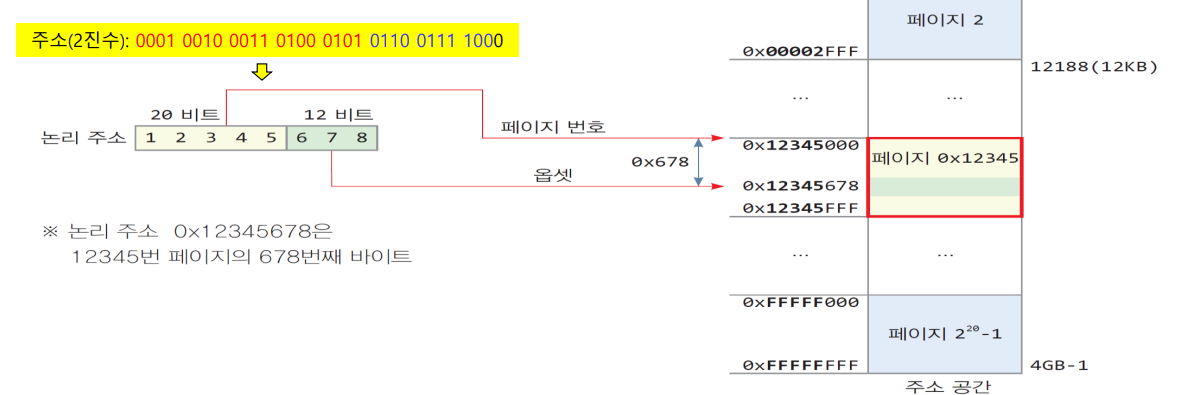 주소(2진수): 0001 0010 0011 0100 0101 0110 0111 1000
20 비트 12 비트
논리 주소 1 2 3 4 5 6 7 8
페이지 번호
옵셋
0x678
※ 논리 주소 0x12345678은
12345번 페이지의 678번째 바이트
페이지 2
0x00002FFF
12188(12KB)
... ...
0x12345000
페이지 0x12345
0x12345678
0x12345FFF
... ...
0xFFFFF000
페이지 2²⁰-1
0xFFFFFFFF
4GB-1
주소 공간